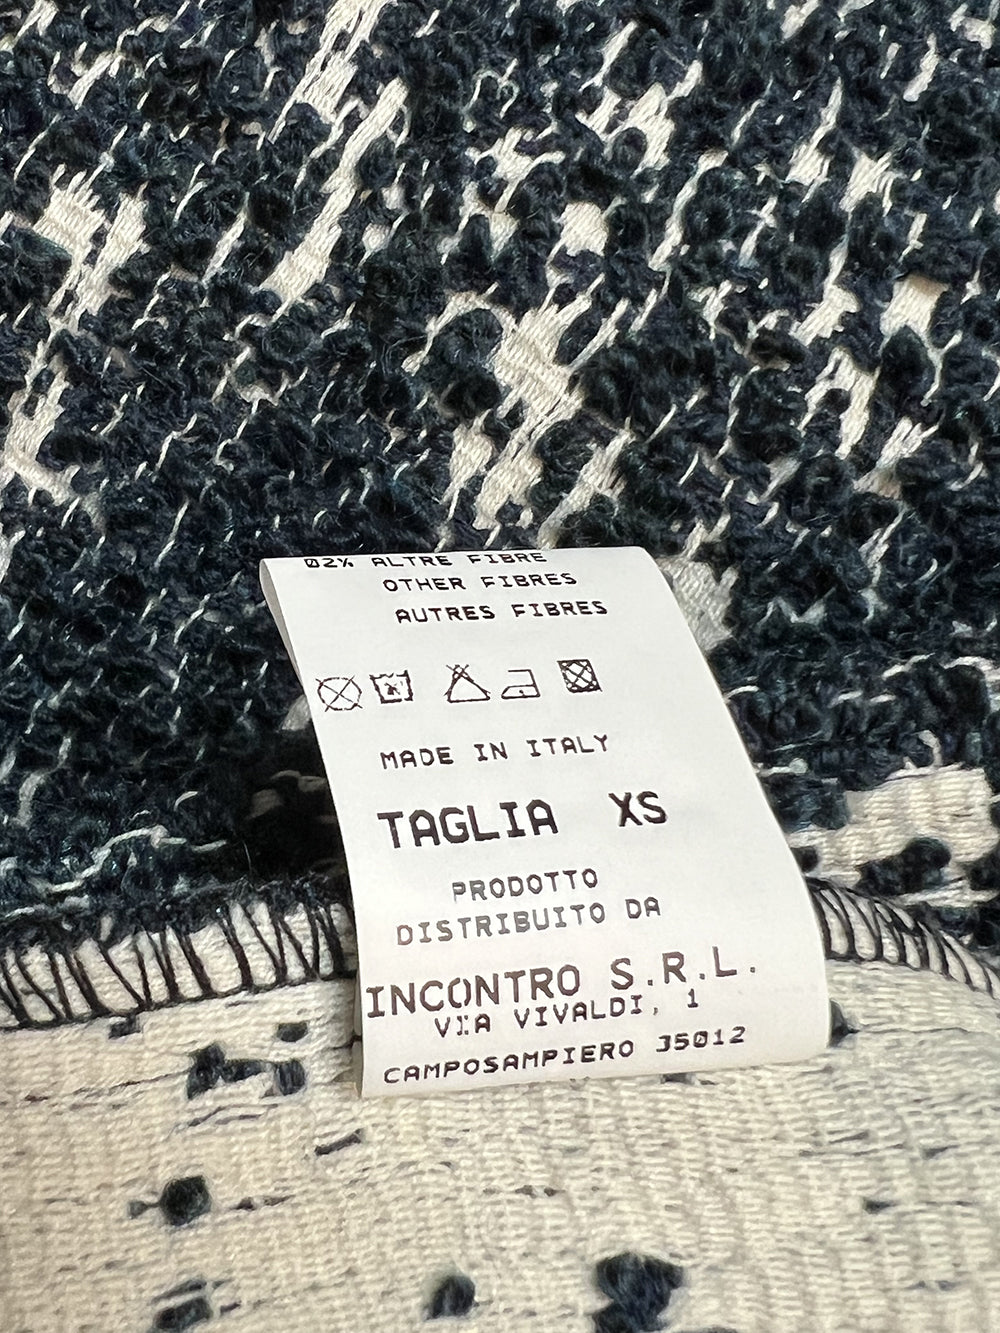 02% ALTRE FIBRE
OTHER FIBRES
AUTRES FIBRES
MADE IN ITALY
TAGLIA XS
PRODOTTO
DISTRIBUITO DA
INCONTRO S.R.L.
VIA VIVALDI, 1
CAMPOSAMPIERO 35012